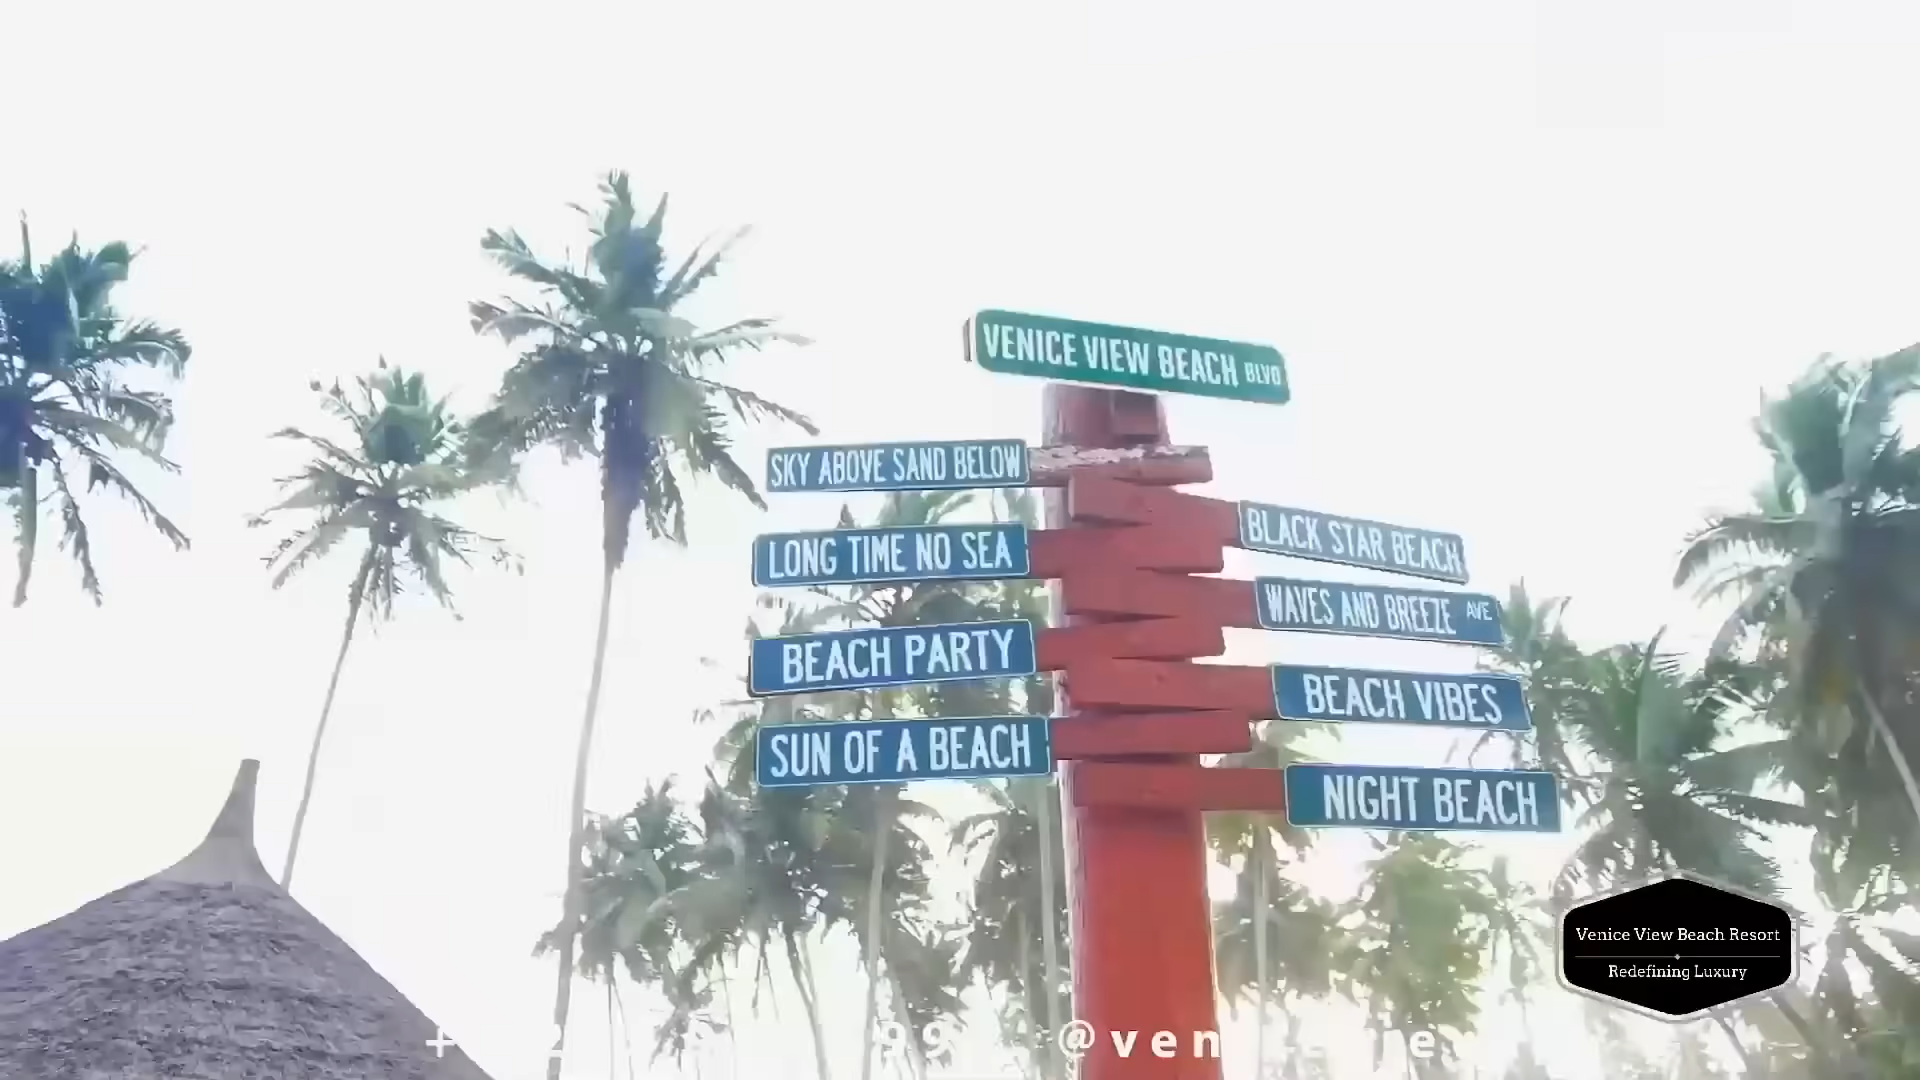 VENICE VIEW BEACH BLVD
SKY ABOVE SAND BELOW
BLACK STAR BEACH
LONG TIME NO SEA
WAVES AND BREEZE AVE
BEACH PARTY
BEACH VIBES
SUN OF A BEACH
NIGHT BEACH
Venice View Beach Resort
Redefining Luxury